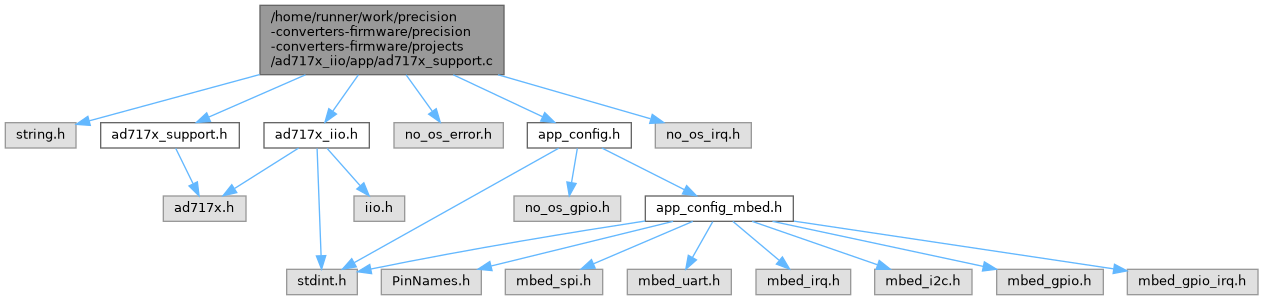 /home/runner/work/precision
-converters-firmware/precision
-converters-firmware/projects
/ad717x_iio/app/ad717x_support.c
string.h
ad717x_support.h
ad717x_iio.h
no_os_error.h
app_config.h
no_os_irq.h
ad717x.h
iio.h
no_os_gpio.h
app_config_mbed.h
stdint.h
PinNames.h
mbed_spi.h
mbed_uart.h
mbed_irq.h
mbed_i2c.h
mbed_gpio.h
mbed_gpio_irq.h